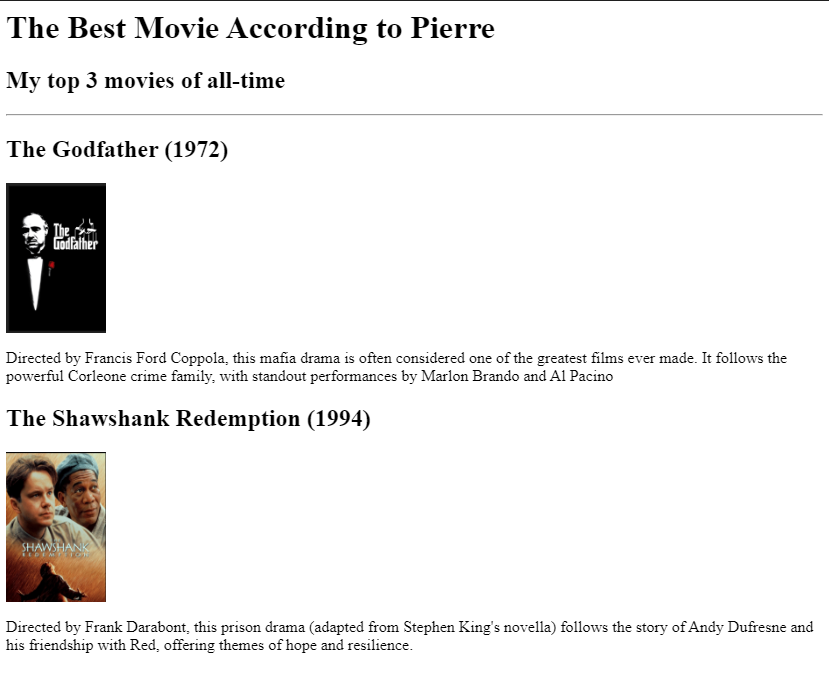 The Best Movie According to Pierre
My top 3 movies of all-time
The Godfather (1972)
The
Godfather
Directed by Francis Ford Coppola, this mafia drama is often considered one of the greatest films ever made. It follows the
powerful Corleone crime family, with standout performances by Marlon Brando and Al Pacino
The Shawshank Redemption (1994)
SHAWSHANK
REDEMPTION
Directed by Frank Darabont, this prison drama (adapted from Stephen King's novella) follows the story of Andy Dufresne and
his friendship with Red, offering themes of hope and resilience.